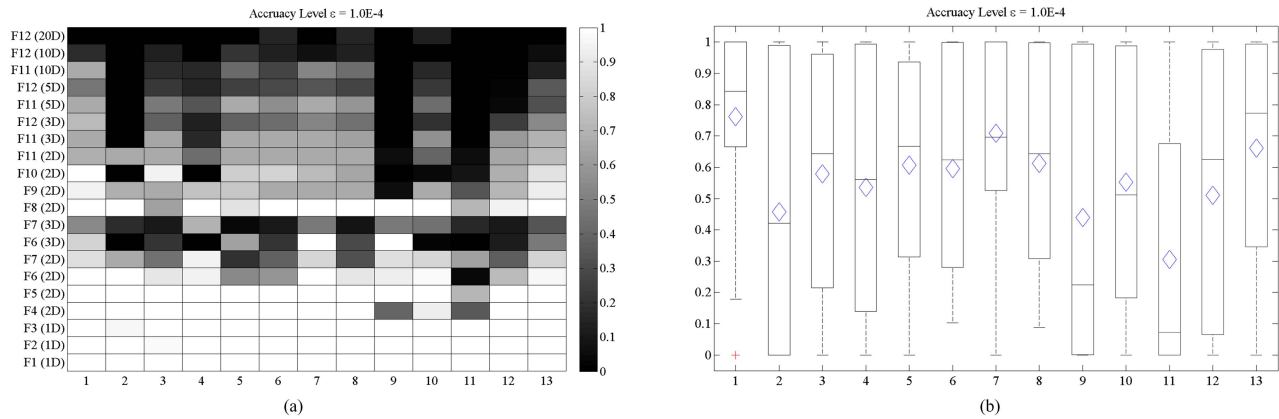 Accruacy Level ε = 1.0E-4
F12 (20D)
F12 (10D)
F11 (10D)
F12 (5D)
F11 (5D)
F12 (3D)
F11 (3D)
F11 (2D)
F10 (2D)
F9 (2D)
F8 (2D)
F7 (3D)
F6 (3D)
F7 (2D)
F6 (2D)
F5 (2D)
F4 (2D)
F3 (1D)
F2 (1D)
F1 (1D)
1 2 3 4 5 6 7 8 9 10 11 12 13
1
0.9
0.8
0.7
0.6
0.5
0.4
0.3
0.2
0.1
0
(a)
Accruacy Level ε = 1.0E-4
1
0.9
0.8
0.7
0.6
0.5
0.4
0.3
0.2
0.1
0
1 2 3 4 5 6 7 8 9 10 11 12 13
(b)